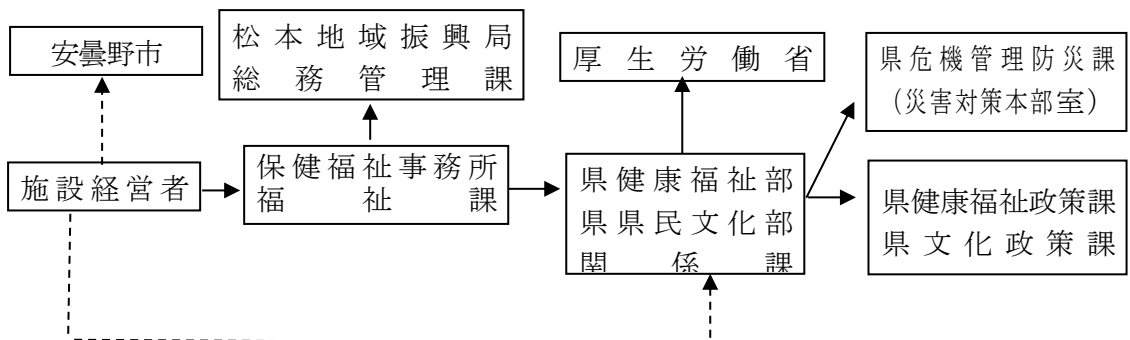 安曇野市
松本地域振興局
総務管理課
厚生労働省
県危機管理防災課
（災害対策本部室）
施設経営者
保健福祉事務所
福祉課
県健康福祉部
県県民文化部
関係課
県健康福祉政策課
県文化政策課